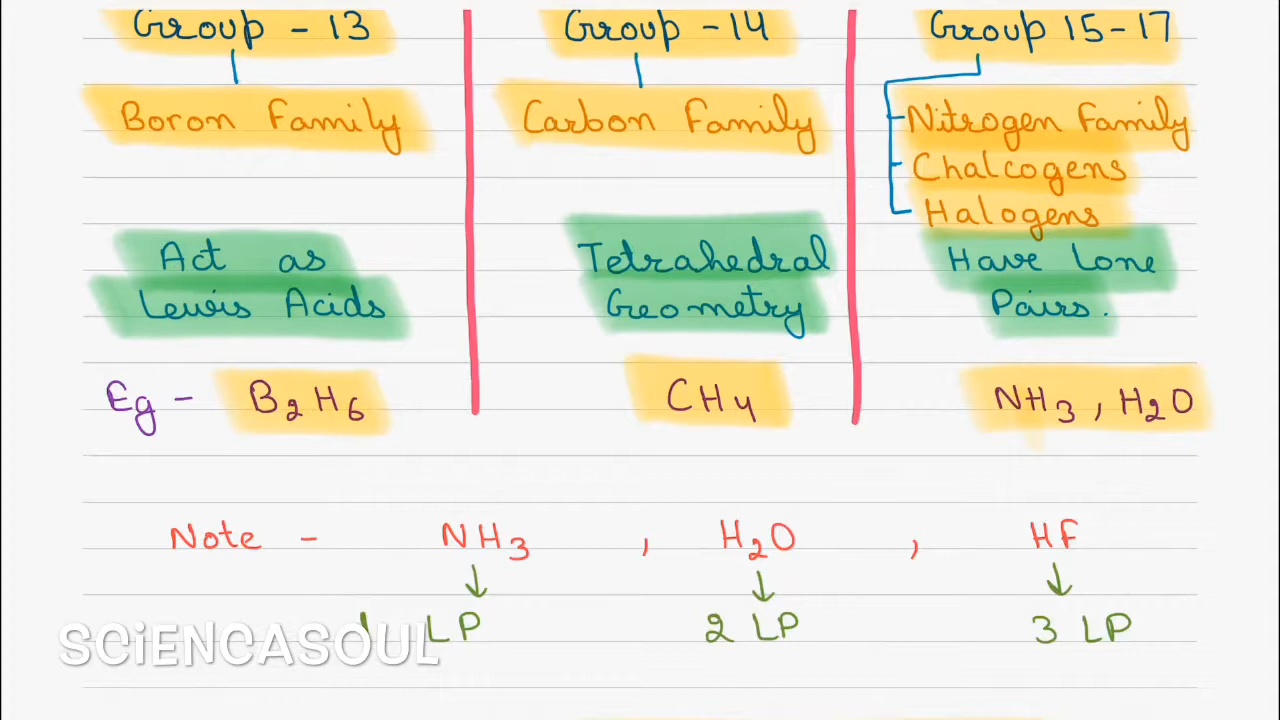 Group - 13 Group - 14 Group 15-17
Boron Family Carbon Family Nitrogen Family
Chalcogens
Halogens
Act as Tetrahedral Have lone
Lewis Acids Geometry Pairs.
Eg - B2H6 CH4 NH3, H2O
Note - NH3, H2O, HF
1 LP 2 LP 3 LP
SCiENCASOUL